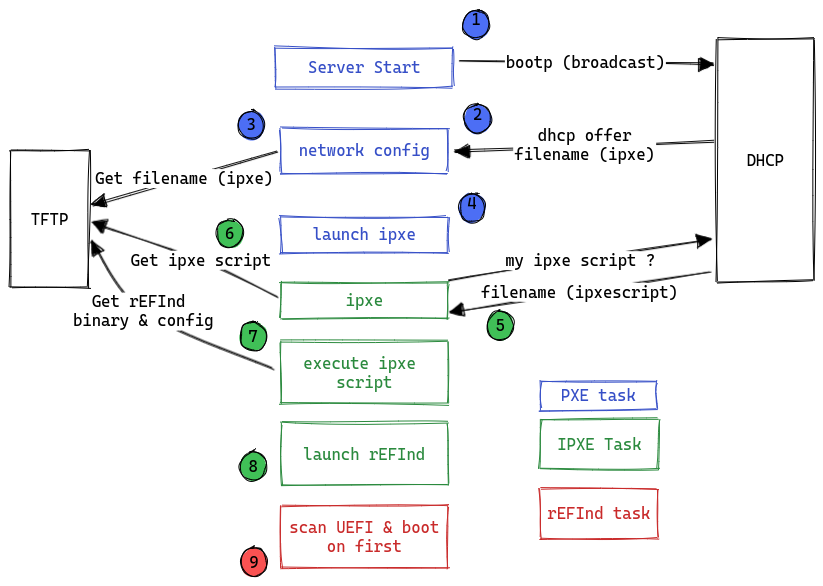 1
Server Start
bootp (broadcast)
2
3
dhcp offer
filename (ipxe)
network config
DHCP
Get filename (ipxe)
TFTP
4
launch ipxe
6
Get ipxe script
my ipxe script ?
filename (ipxescript)
ipxe
5
Get rEFInd
binary & config
7
execute ipxe
script
PXE task
IPXE Task
8
launch rEFInd
rEFInd task
scan UEFI & boot
on first
9